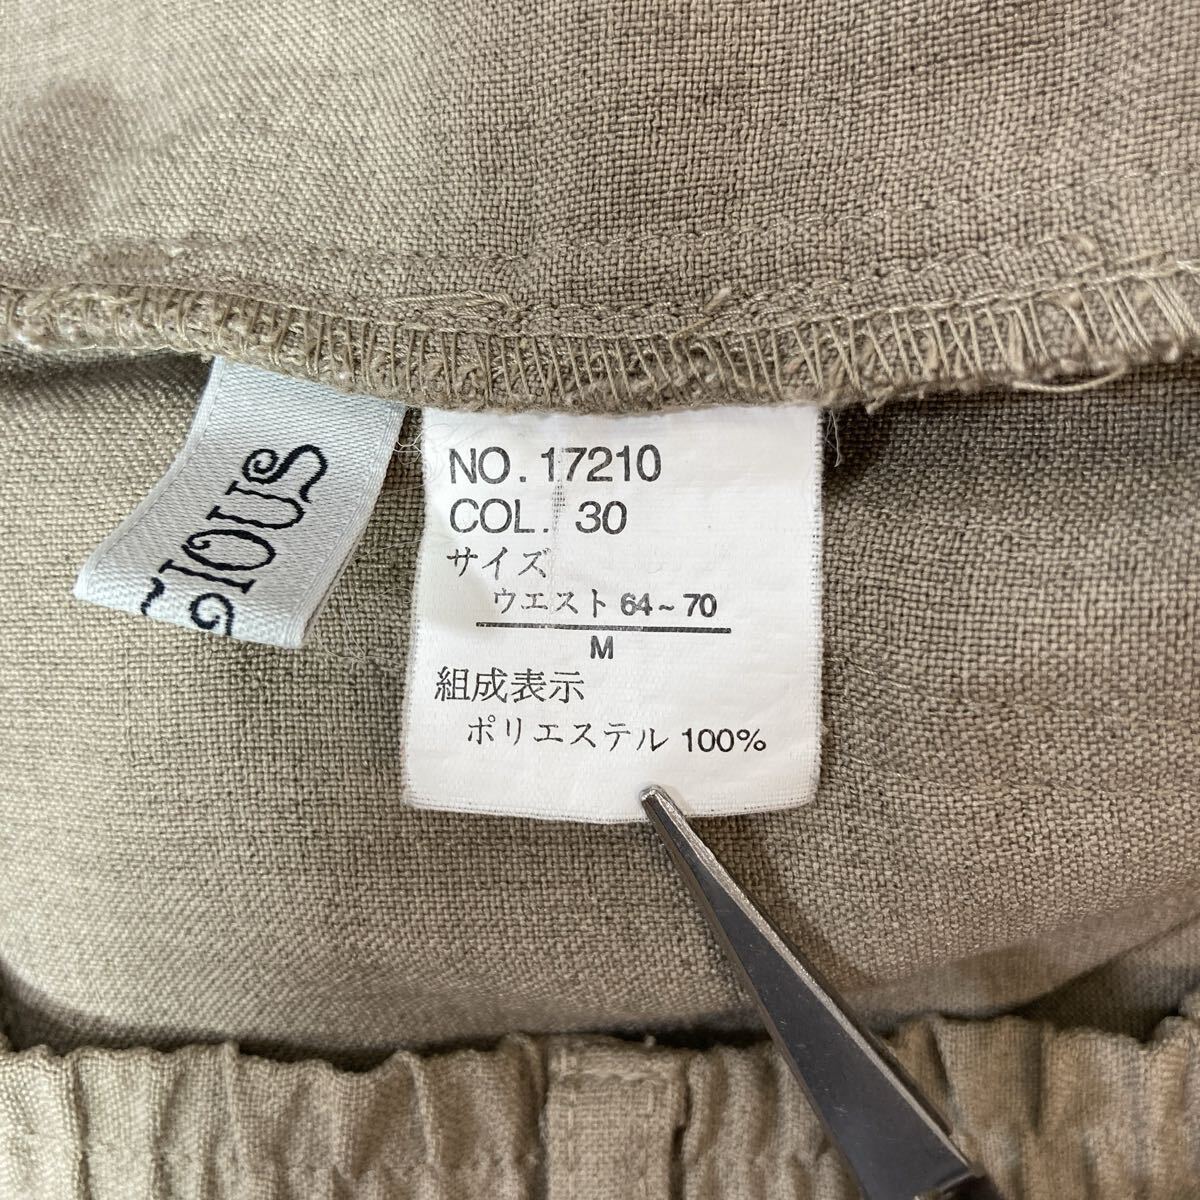 NO. 17210
COL. 30
サイズ
ウエスト 64~70
M
組成表示
ポリエステル 100%